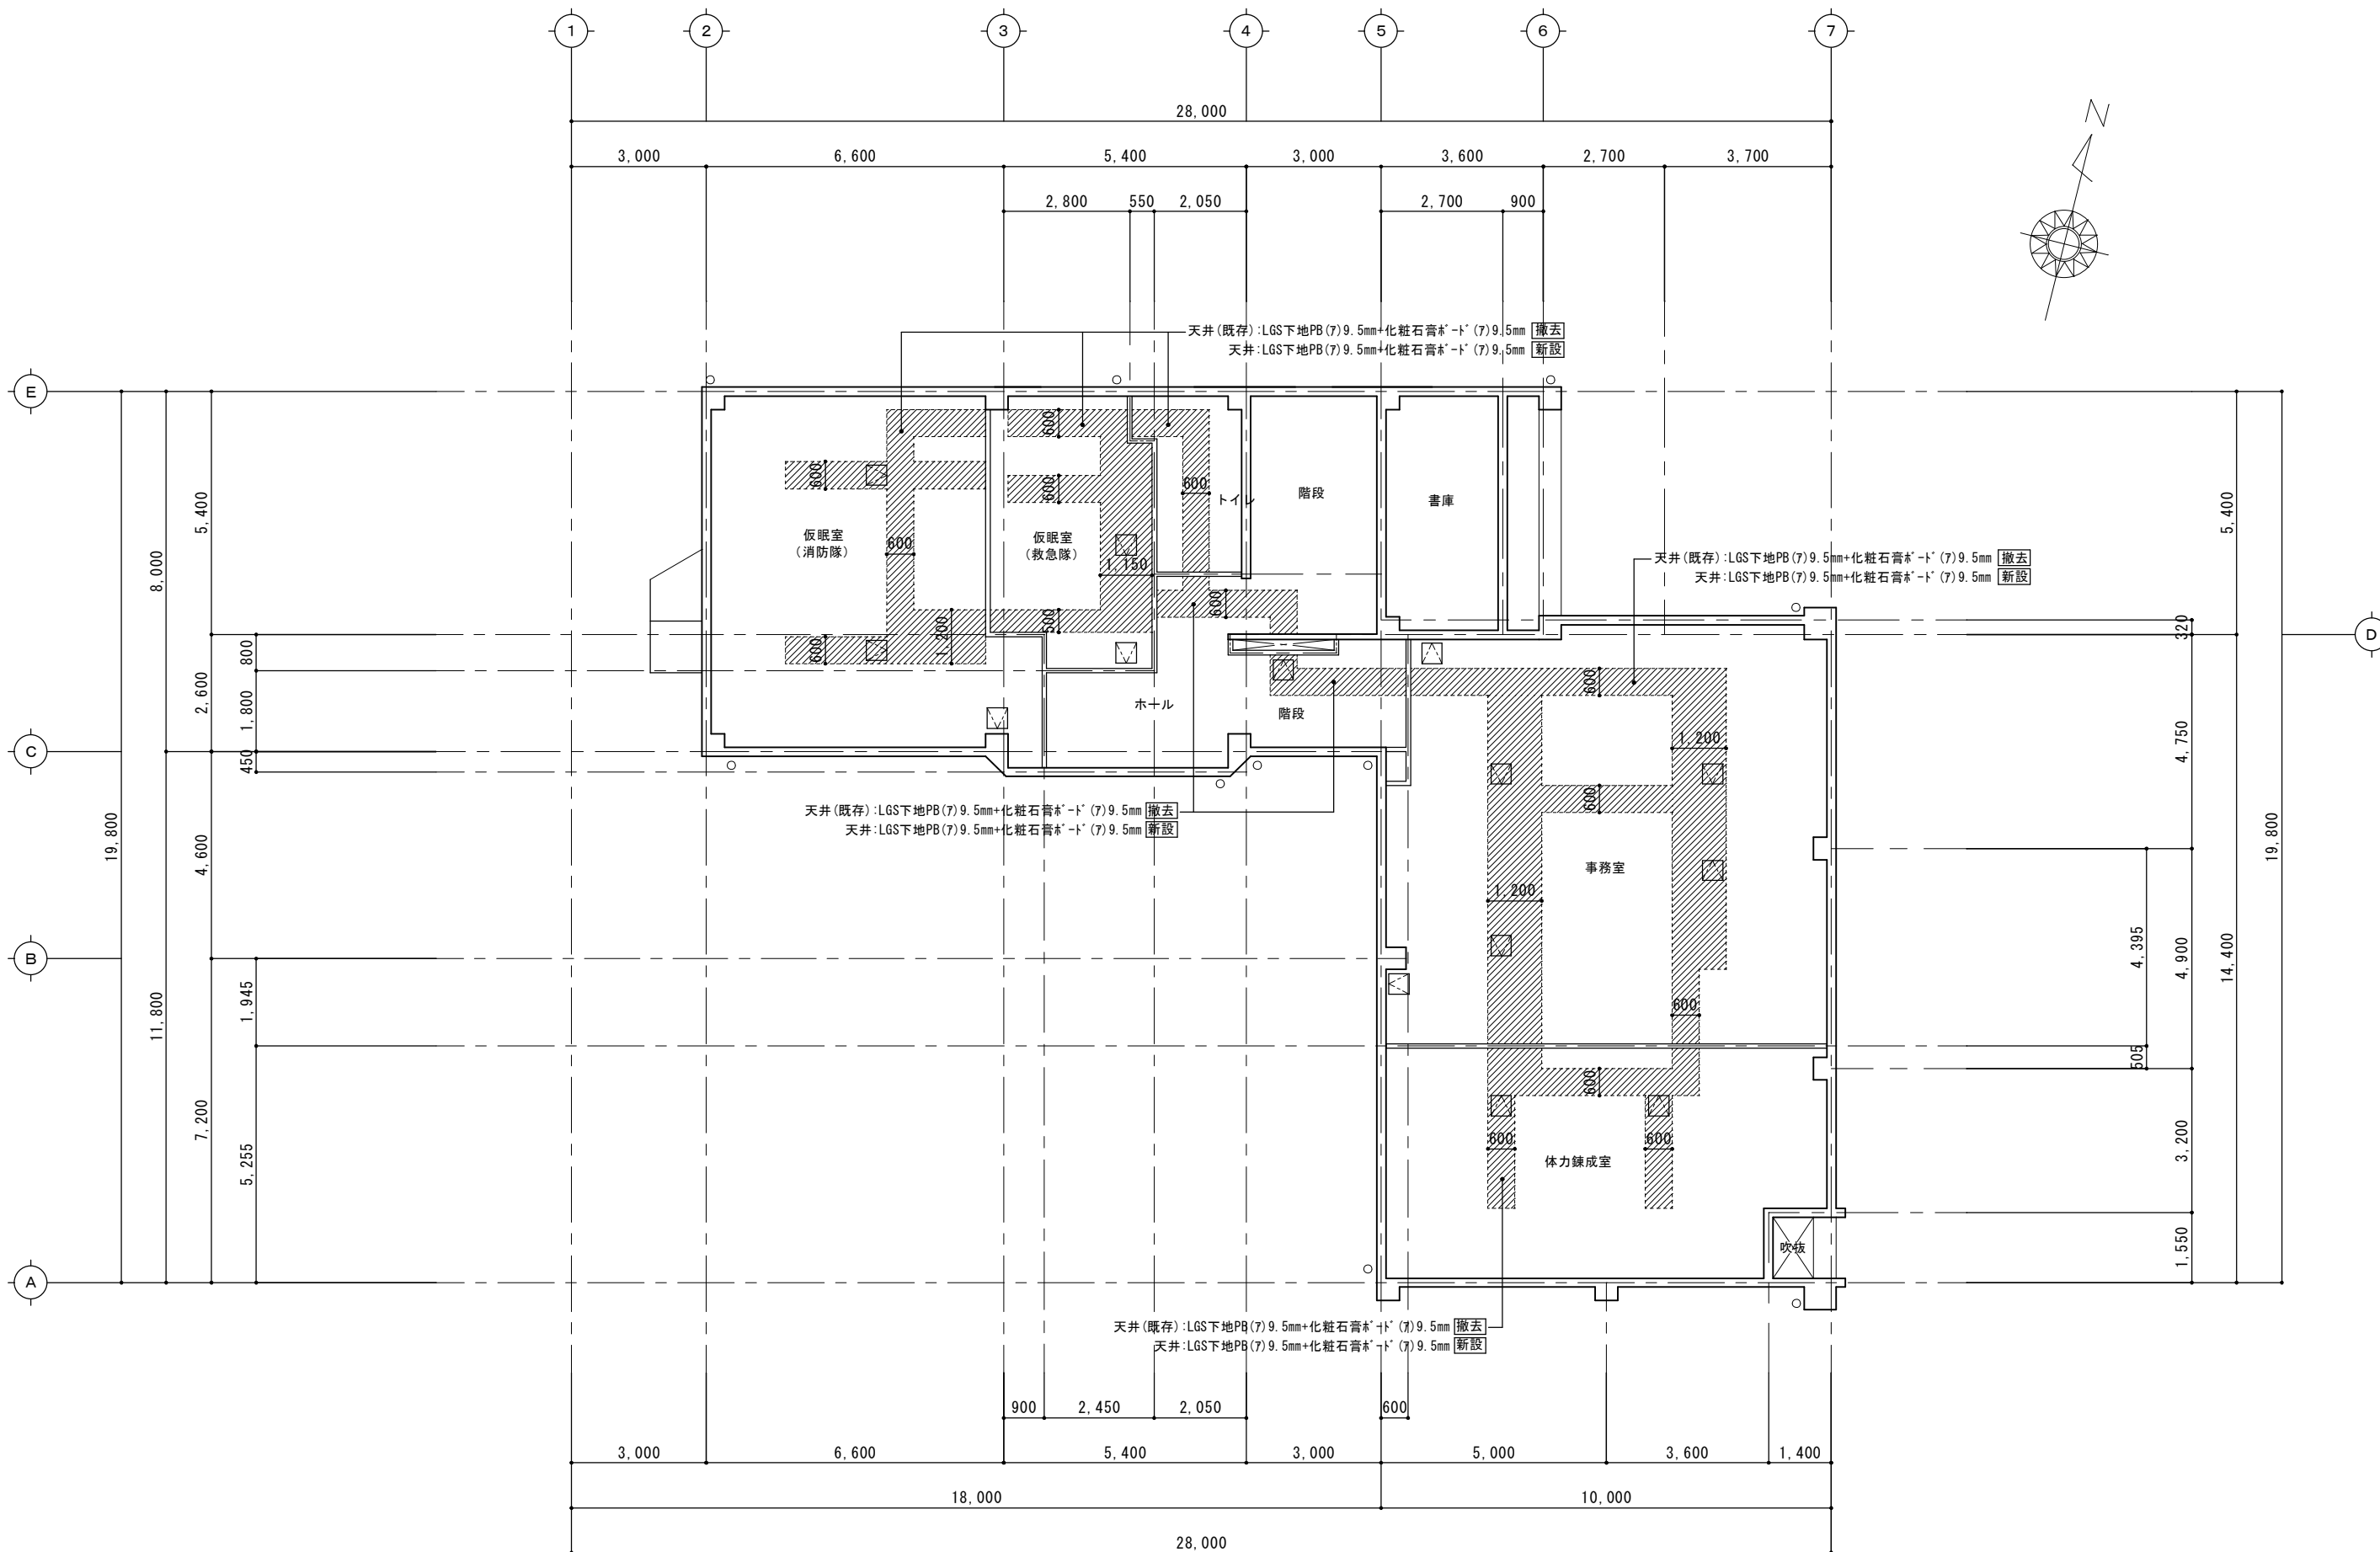 1 2 3 4 5 6 7
N
28,000
3,000 6,600 5,400 3,000 3,600 2,700 3,700
2,800 550 2,050 2,700 900
天井(既存):LGS下地PB(ｱ)9.5mm+化粧石膏ﾎﾞｰﾄﾞ(ｱ)9.5mm 撤去
天井:LGS下地PB(ｱ)9.5mm+化粧石膏ﾎﾞｰﾄﾞ(ｱ)9.5mm 新設
E
600
600
600
600
トイレ
階段
書庫
5,400
5,400
仮眠室
(消防隊)
仮眠室
(救急隊)
600
1,150
8,000
天井(既存):LGS下地PB(ｱ)9.5mm+化粧石膏ﾎﾞｰﾄﾞ(ｱ)9.5mm 撤去
天井:LGS下地PB(ｱ)9.5mm+化粧石膏ﾎﾞｰﾄﾞ(ｱ)9.5mm 新設
600
500
1,200
600
320
D
800
2,600
1,800
450
600
ホール
階段
1,200
4,750
C
600
天井(既存):LGS下地PB(ｱ)9.5mm+化粧石膏ﾎﾞｰﾄﾞ(ｱ)9.5mm 撤去
天井:LGS下地PB(ｱ)9.5mm+化粧石膏ﾎﾞｰﾄﾞ(ｱ)9.5mm 新設
19,800
4,600
19,800
事務室
1,200
4,395
4,900
14,400
B
1,945
11,800
600
505
600
7,200
5,255
600 600
体力錬成室
3,200
吹抜
1,550
A
天井(既存):LGS下地PB(ｱ)9.5mm+化粧石膏ﾎﾞｰﾄﾞ(ｱ)9.5mm 撤去
天井:LGS下地PB(ｱ)9.5mm+化粧石膏ﾎﾞｰﾄﾞ(ｱ)9.5mm 新設
900 2,450 2,050 600
3,000 6,600 5,400 3,000 5,000 3,600 1,400
18,000 10,000
28,000